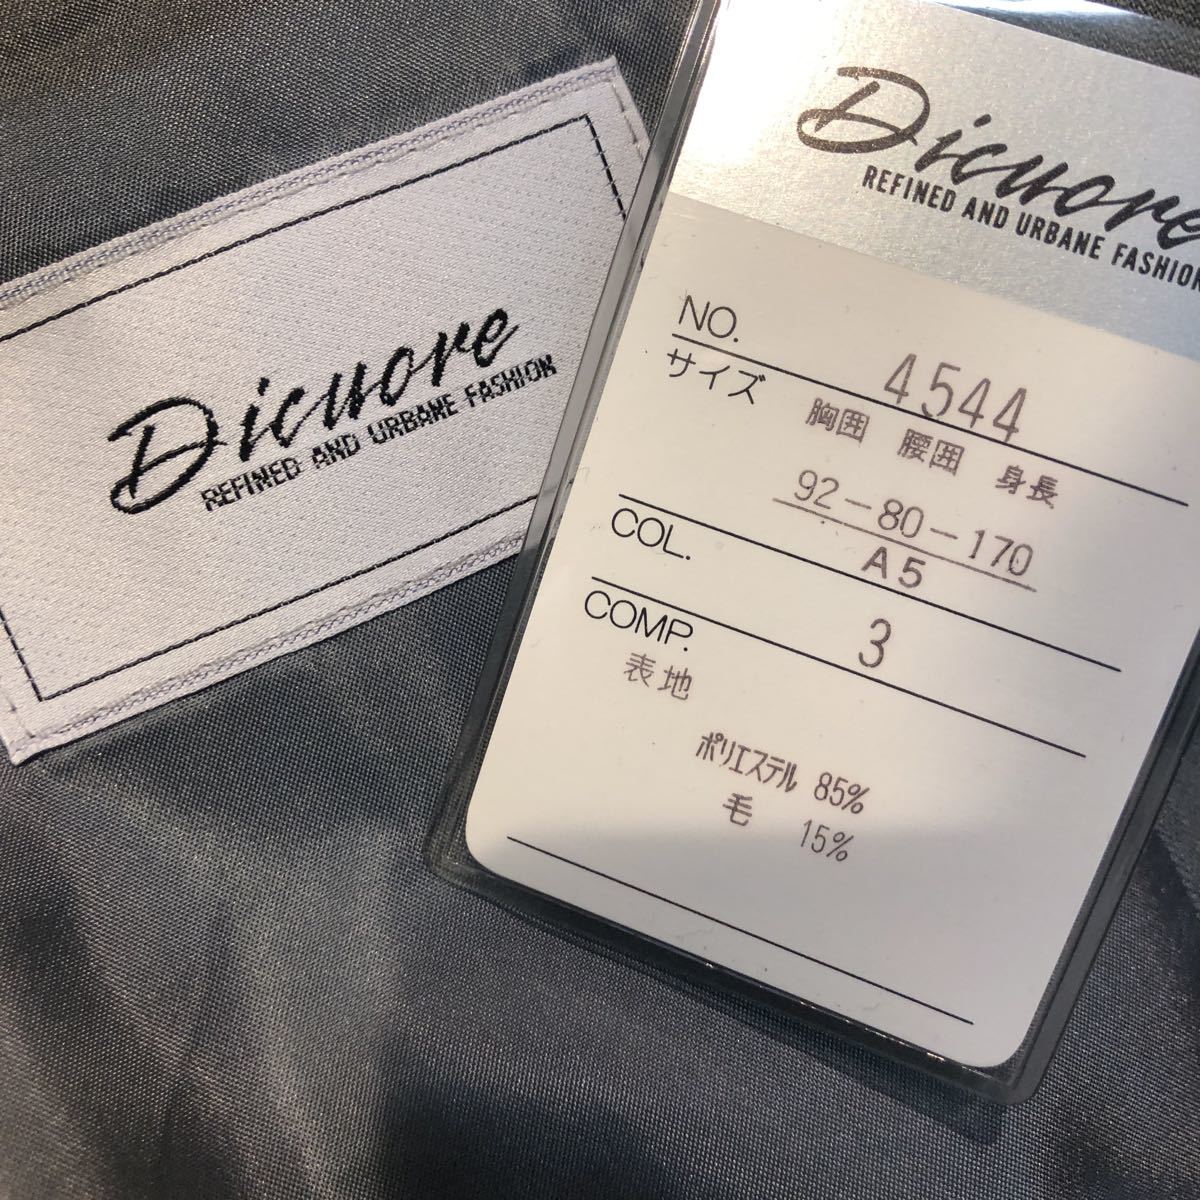 Dicuore
REFINED AND URBANE FASHION
Dicuore
REFINED AND URBANE FASHION
NO. 4544
サイズ 胸囲 腰囲 身長
92-80-170
A5
COL. 3
COMP.
表地
ポリエステル 85%
毛 15%